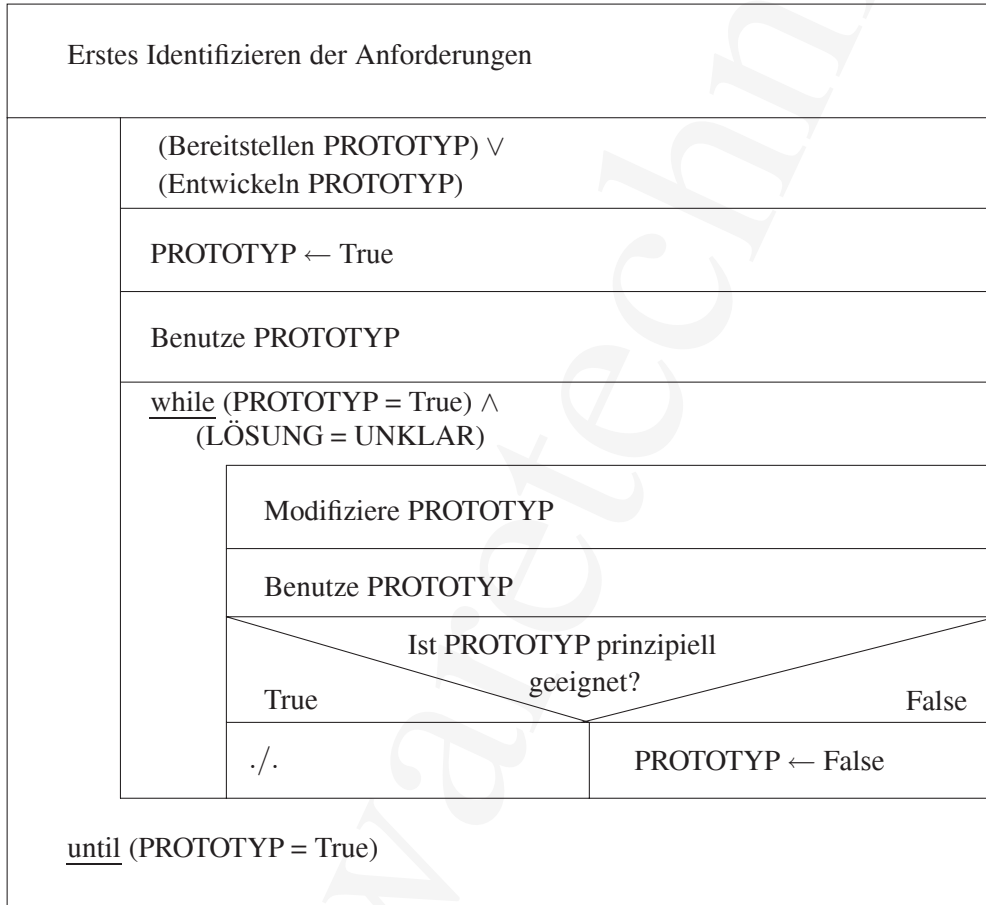 Erstes Identifizieren der Anforderungen
(Bereitstellen PROTOTYP) ∨
(Entwickeln PROTOTYP)
PROTOTYP ← True
Benutze PROTOTYP
while (PROTOTYP = True) ∧
(LÖSUNG = UNKLAR)
Modifiziere PROTOTYP
Benutze PROTOTYP
Ist PROTOTYP prinzipiell
geeignet?
True False
./. PROTOTYP ← False
until (PROTOTYP = True)